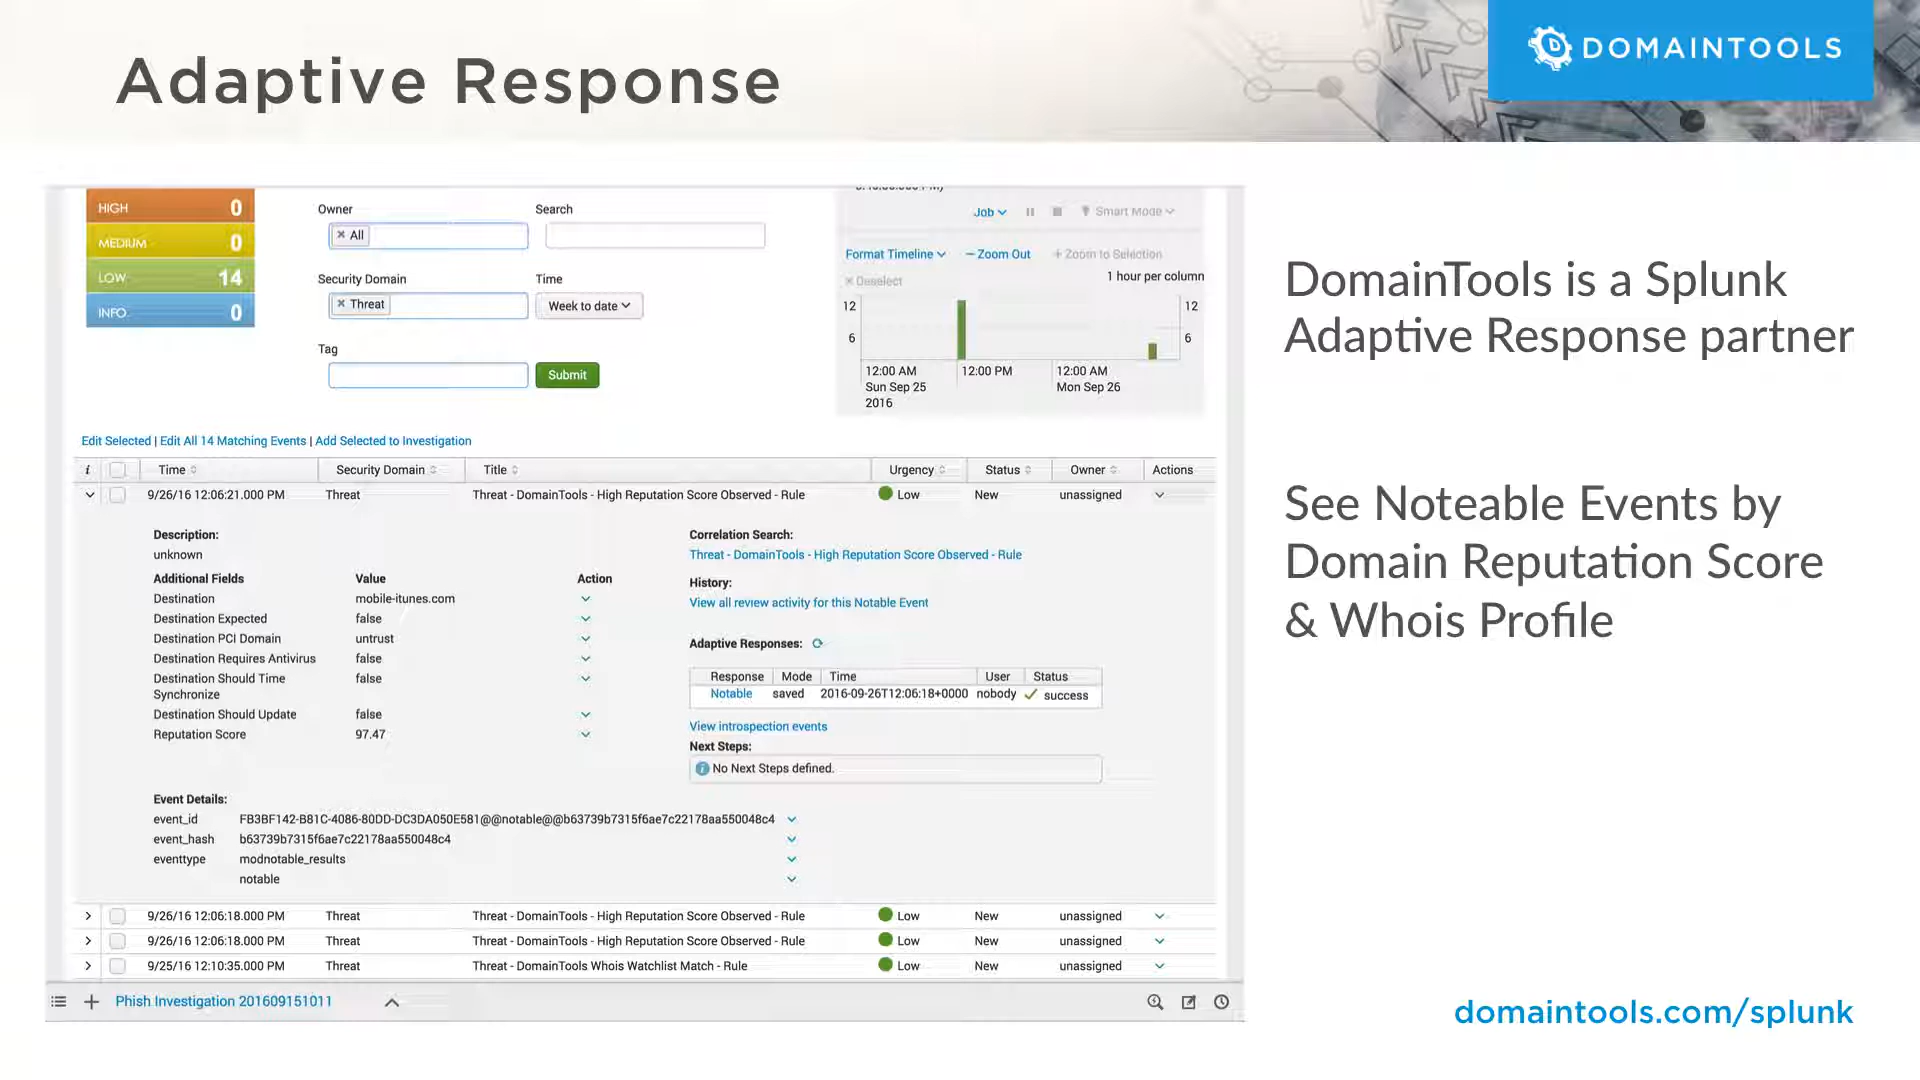 Adaptive Response
DOMAINTOOLS
HIGH 0
MEDIUM 0
LOW 14
INFO 0
Owner
× All
Search
Security Domain
× Threat
Time
Week to date
Tag
Submit
Job
Smart Mode
Format Timeline
– Zoom Out
+ Zoom to Selection
× Deselect
1 hour per column
12
6
12
6
12:00 AM
Sun Sep 25
2016
12:00 PM
12:00 AM
Mon Sep 26
Edit Selected | Edit All 14 Matching Events | Add Selected to Investigation
i Time Security Domain Title Urgency Status Owner Actions
9/26/16 12:06:21.000 PM Threat Threat - DomainTools - High Reputation Score Observed - Rule Low New unassigned
Description:
unknown
Additional Fields Value Action
Destination mobile-itunes.com
Destination Expected false
Destination PCI Domain untrust
Destination Requires Antivirus false
Destination Should Time false
Synchronize
Destination Should Update false
Reputation Score 97.47
Correlation Search:
Threat - DomainTools - High Reputation Score Observed - Rule
History:
View all review activity for this Notable Event
Adaptive Responses:
Response Mode Time User Status
Notable saved 2016-09-26T12:06:18+0000 nobody ✓ success
View introspection events
Next Steps:
i No Next Steps defined.
Event Details:
event_id FB3BF142-B81C-4086-80DD-DC3DA050E581@@notable@@b63739b7315f6ae7c22178aa550048c4
event_hash b63739b7315f6ae7c22178aa550048c4
eventtype modnotable_results
notable
9/26/16 12:06:18.000 PM Threat Threat - DomainTools - High Reputation Score Observed - Rule Low New unassigned
9/26/16 12:06:18.000 PM Threat Threat - DomainTools - High Reputation Score Observed - Rule Low New unassigned
9/25/16 12:10:35.000 PM Threat Threat - DomainTools Whois Watchlist Match - Rule Low New unassigned
Phish Investigation 201609151011
DomainTools is a Splunk
Adaptive Response partner
See Noteable Events by
Domain Reputation Score
& Whois Profile
domaintools.com/splunk